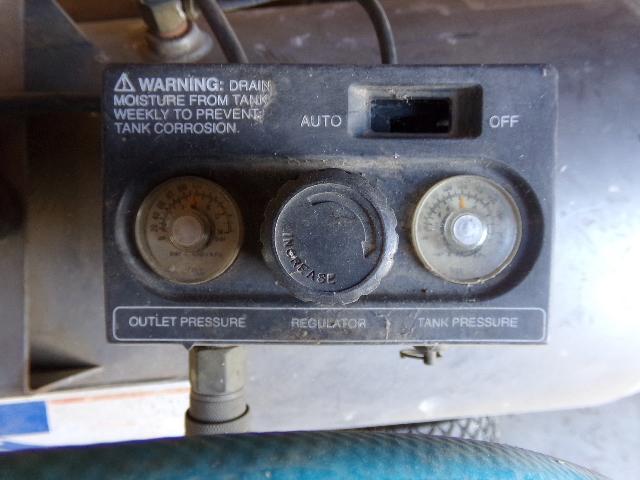 ⚠ WARNING: DRAIN
MOISTURE FROM TANK
WEEKLY TO PREVENT
TANK CORROSION.
AUTO
OFF
INCREASE
OUTLET PRESSURE
REGULATOR
TANK PRESSURE